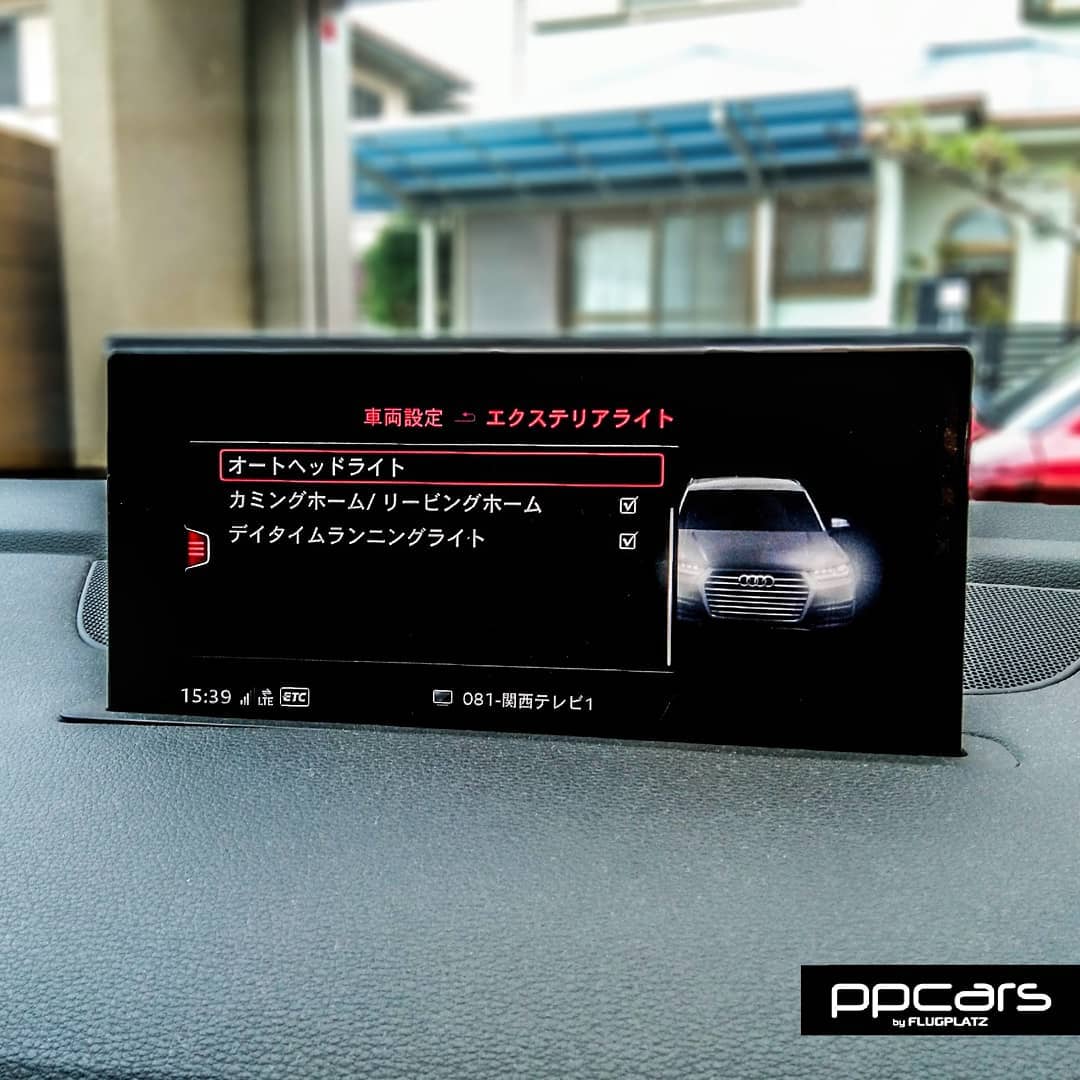 車両設定 エクステリアライト
オートヘッドライト
カミングホーム/ リービングホーム
デイタイムランニングライト
15:39 LTE ETC 081-関西テレビ1
ppcars
by FLUGPLATZ